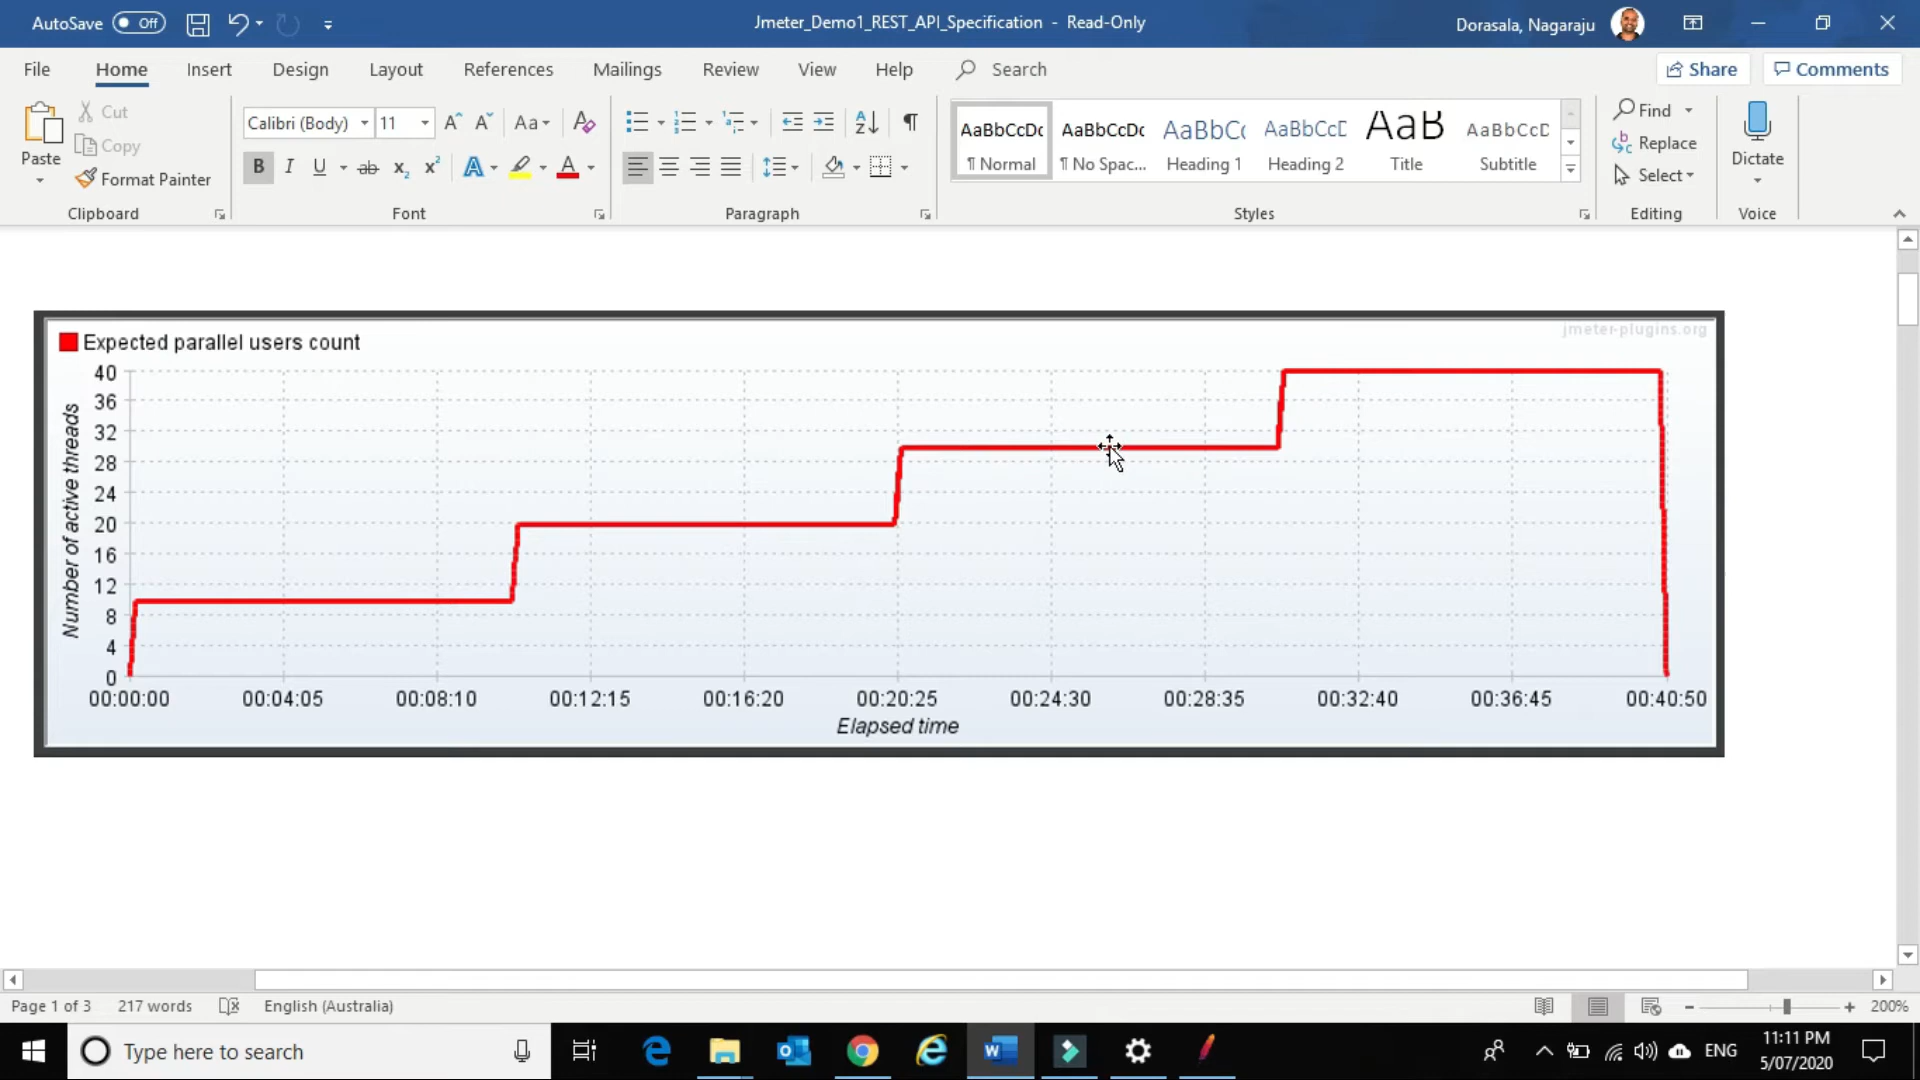 AutoSave Off Jmeter_Demo1_REST_API_Specification - Read-Only Dorasala, Nagaraju
File Home Insert Design Layout References Mailings Review View Help Search Share Comments
Paste Cut Copy Format Painter
Clipboard
Calibri (Body) 11 Aa
B I U ab x₂ x² A A
Font
Paragraph
AaBbCcDc AaBbCcDc AaBbCc AaBbCcD AaB AaBbCcD
¶ Normal ¶ No Spac... Heading 1 Heading 2 Title Subtitle
Styles
Find
Replace
Select
Editing
Dictate
Voice
jmeter-plugins.org
Expected parallel users count
Number of active threads
40
36
32
28
24
20
16
12
8
4
0
00:00:00 00:04:05 00:08:10 00:12:15 00:16:20 00:20:25 00:24:30 00:28:35 00:32:40 00:36:45 00:40:50
Elapsed time
Page 1 of 3 217 words English (Australia) 200%
Type here to search ENG 11:11 PM
5/07/2020